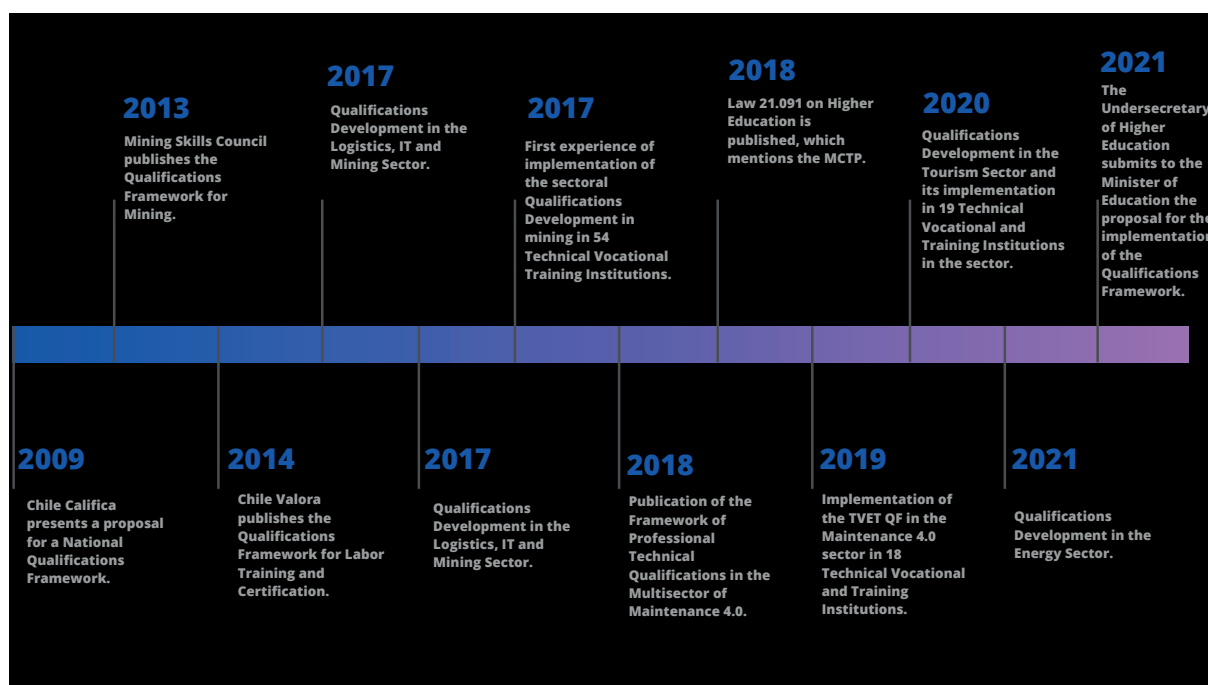 2009
Chile Califica
presents a proposal
for a National
Qualifications
Framework.
2013
Mining Skills Council
publishes the
Qualifications
Framework for
Mining.
2014
Chile Valora
publishes the
Qualifications
Framework for Labor
Training and
Certification.
2017
Qualifications
Development in the
Logistics, IT and
Mining Sector.
2017
Qualifications
Development in the
Logistics, IT and
Mining Sector.
2017
First experience of
implementation of
the sectoral
Qualifications
Development in
mining in 54
Technical Vocational
Training Institutions.
2018
Publication of the
Framework of
Professional
Technical
Qualifications in the
Multisector of
Maintenance 4.0.
2018
Law 21.091 on Higher
Education is
published, which
mentions the MCTP.
2019
Implementation of
the TVET QF in the
Maintenance 4.0
sector in 18
Technical Vocational
and Training
Institutions.
2020
Qualifications
Development in the
Tourism Sector and
its implementation
in 19 Technical
Vocational and
Training Institutions
in the sector.
2021
Qualifications
Development in the
Energy Sector.
2021
The
Undersecretary
of Higher
Education
submits to the
Minister of
Education the
proposal for the
implementation
of the
Qualifications
Framework.